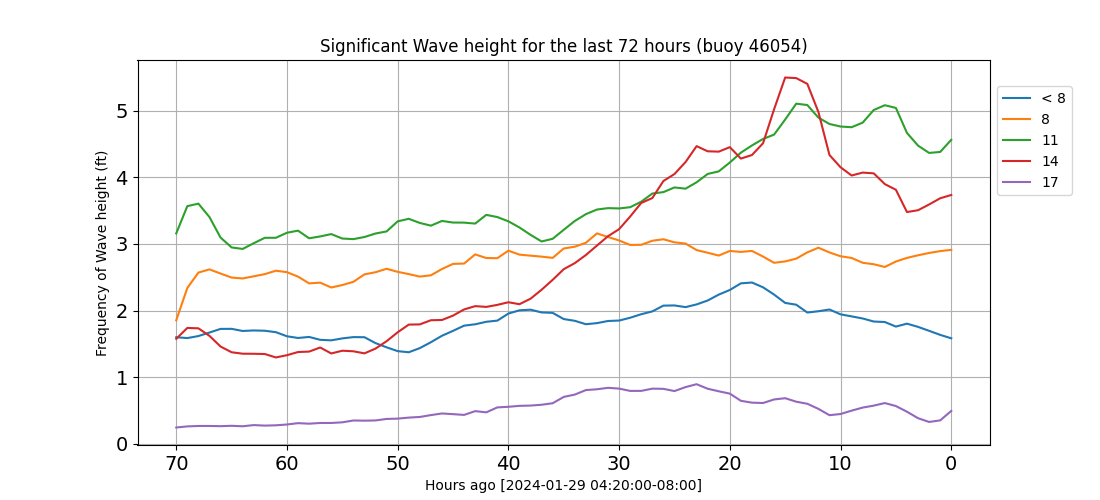 Significant Wave height for the last 72 hours (buoy 46054)
Frequency of Wave height (ft)
5
4
3
2
1
0
70 60 50 40 30 20 10 0
Hours ago [2024-01-29 04:20:00-08:00]
< 8
8
11
14
17